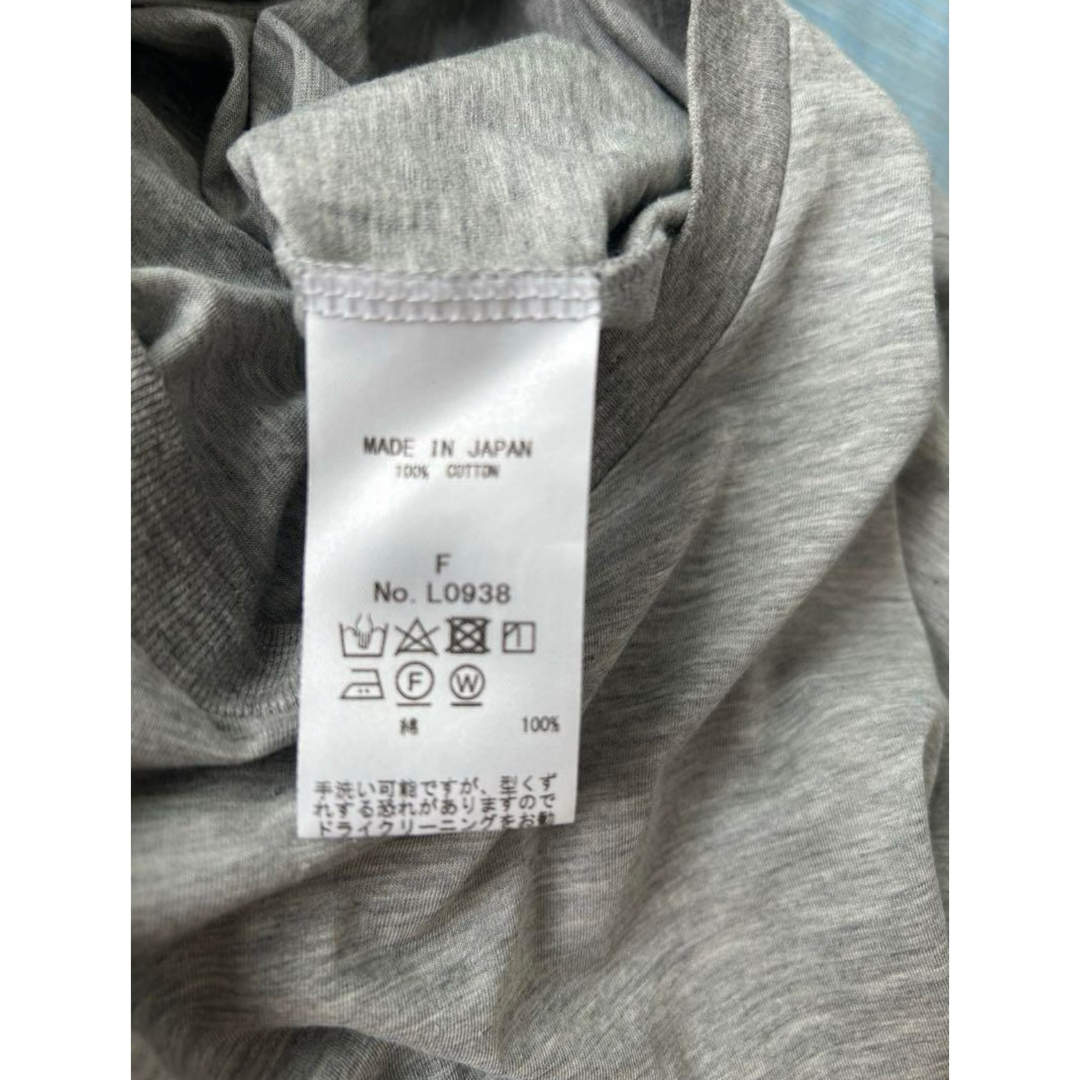 MADE IN JAPAN
100% COTTON
F
No. L0938
F W
綿 100%
手洗い可能ですが、型くず
れする恐れがありますので
ドライクリーニングをお勧